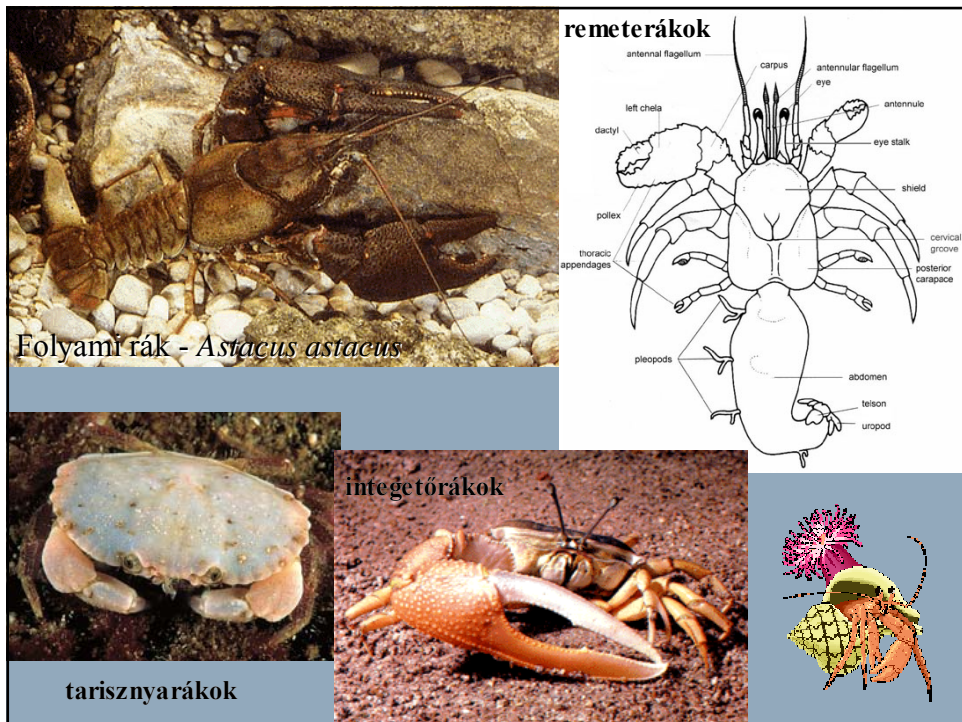 remeterákok
antennal flagellum
carpus
antennular flagellum
eye
left chela
antennule
dactyl
eye stalk
shield
pollex
cervical
groove
thoracic
appendages
posterior
carapace
Folyami rák - Astacus astacus
pleopods
abdomen
telson
uropod
integetőrákok
tarisznyarákok